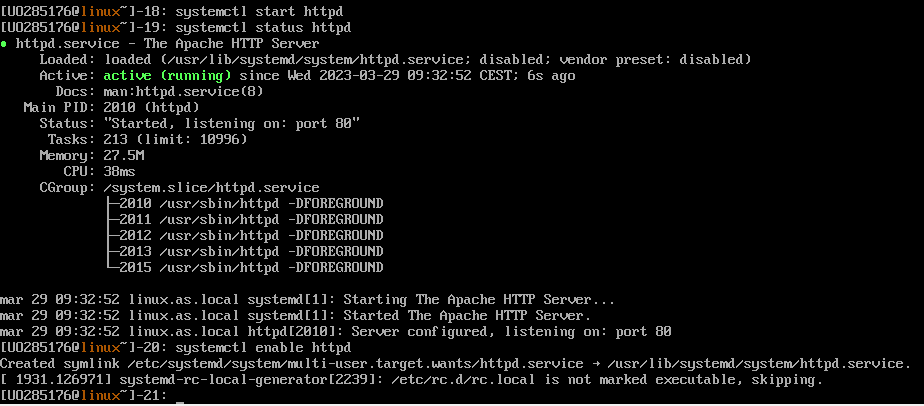 [UO285176@linux~]-18: systemctl start httpd
[UO285176@linux~]-19: systemctl status httpd
● httpd.service - The Apache HTTP Server
     Loaded: loaded (/usr/lib/systemd/system/httpd.service; disabled; vendor preset: disabled)
     Active: active (running) since Wed 2023-03-29 09:32:52 CEST; 6s ago
       Docs: man:httpd.service(8)
   Main PID: 2010 (httpd)
     Status: "Started, listening on: port 80"
      Tasks: 213 (limit: 10996)
     Memory: 27.5M
        CPU: 38ms
     CGroup: /system.slice/httpd.service
             ├─2010 /usr/sbin/httpd -DFOREGROUND
             ├─2011 /usr/sbin/httpd -DFOREGROUND
             ├─2012 /usr/sbin/httpd -DFOREGROUND
             ├─2013 /usr/sbin/httpd -DFOREGROUND
             └─2015 /usr/sbin/httpd -DFOREGROUND
mar 29 09:32:52 linux.as.local systemd[1]: Starting The Apache HTTP Server...
mar 29 09:32:52 linux.as.local systemd[1]: Started The Apache HTTP Server.
mar 29 09:32:52 linux.as.local httpd[2010]: Server configured, listening on: port 80
[UO285176@linux~]-20: systemctl enable httpd
Created symlink /etc/systemd/system/multi-user.target.wants/httpd.service → /usr/lib/systemd/system/httpd.service.
[ 1931.126971] systemd-rc-local-generator[2239]: /etc/rc.d/rc.local is not marked executable, skipping.
[UO285176@linux~]-21: _